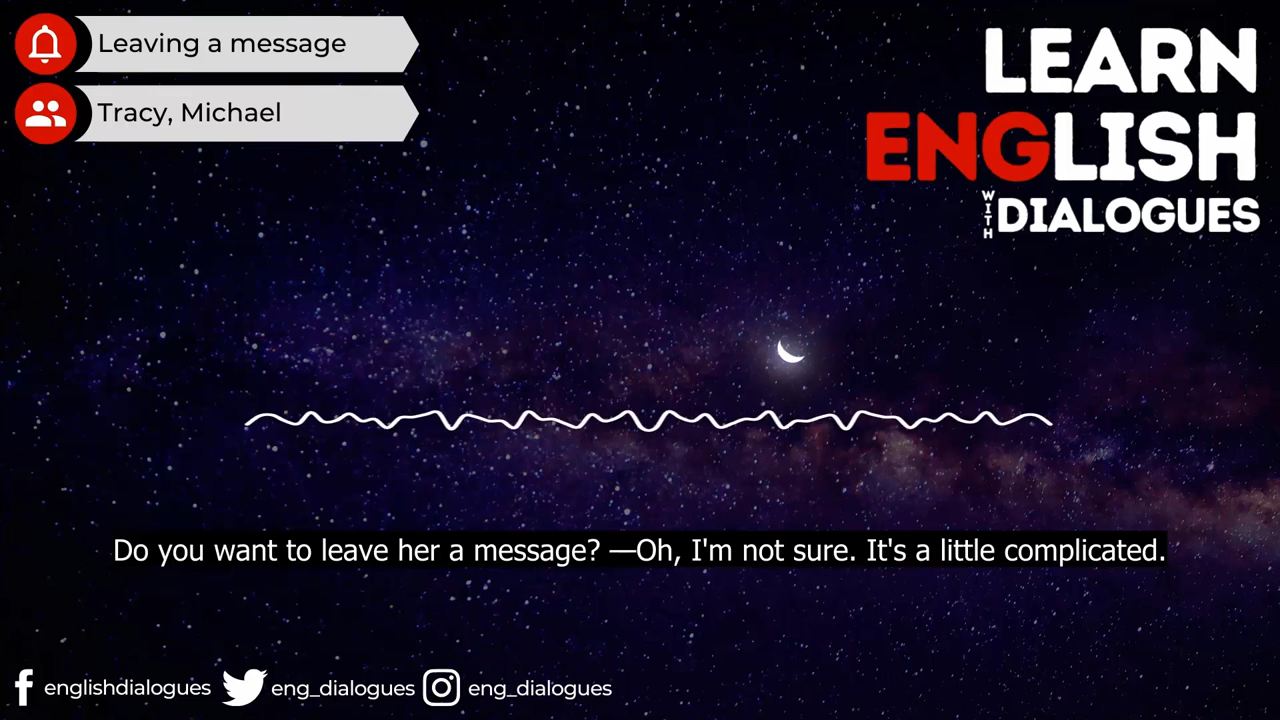 Leaving a message
Tracy, Michael
LEARN
ENGLISH
WITH DIALOGUES
Do you want to leave her a message? —Oh, I'm not sure. It's a little complicated.
englishdialogues eng_dialogues eng_dialogues